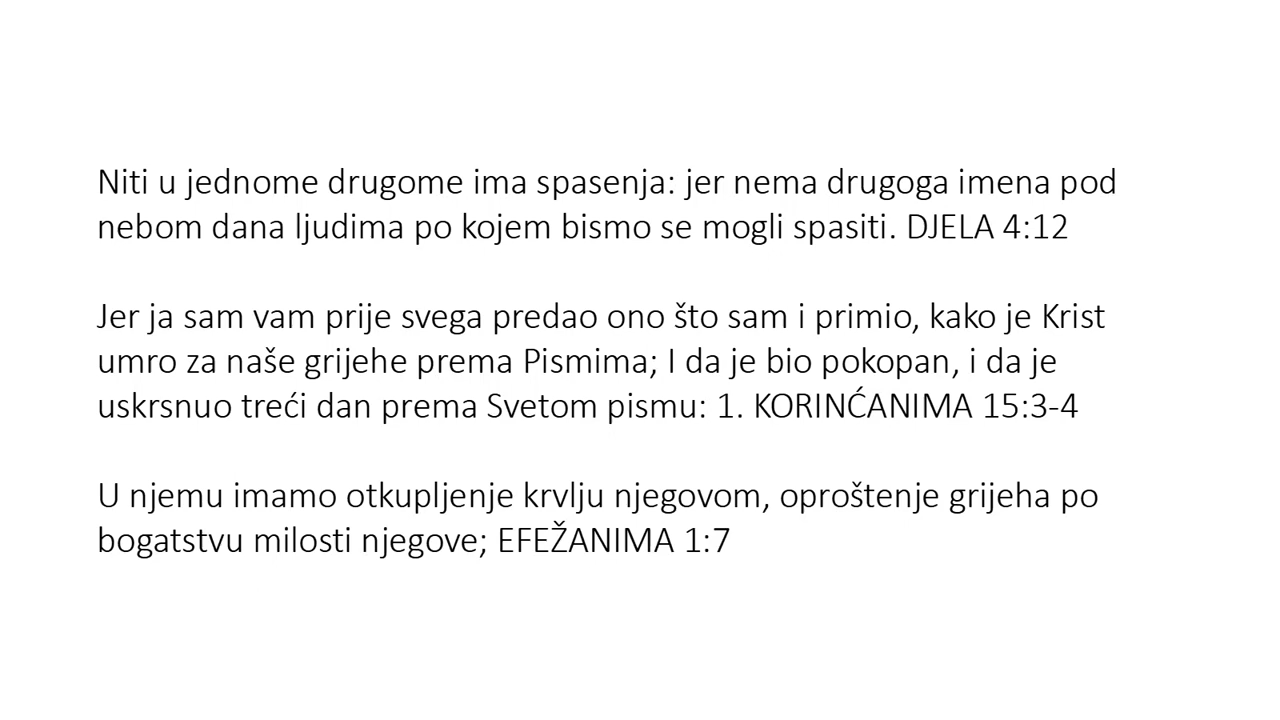 Niti u jednome drugome ima spasenja: jer nema drugoga imena pod
nebom dana ljudima po kojem bismo se mogli spasiti. DJELA 4:12
Jer ja sam vam prije svega predao ono što sam i primio, kako je Krist
umro za naše grijehe prema Pismima; I da je bio pokopan, i da je
uskrsnuo treći dan prema Svetom pismu: 1. KORINĆANIMA 15:3-4
U njemu imamo otkupljenje krvlju njegovom, oproštenje grijeha po
bogatstvu milosti njegove; EFEŽANIMA 1:7